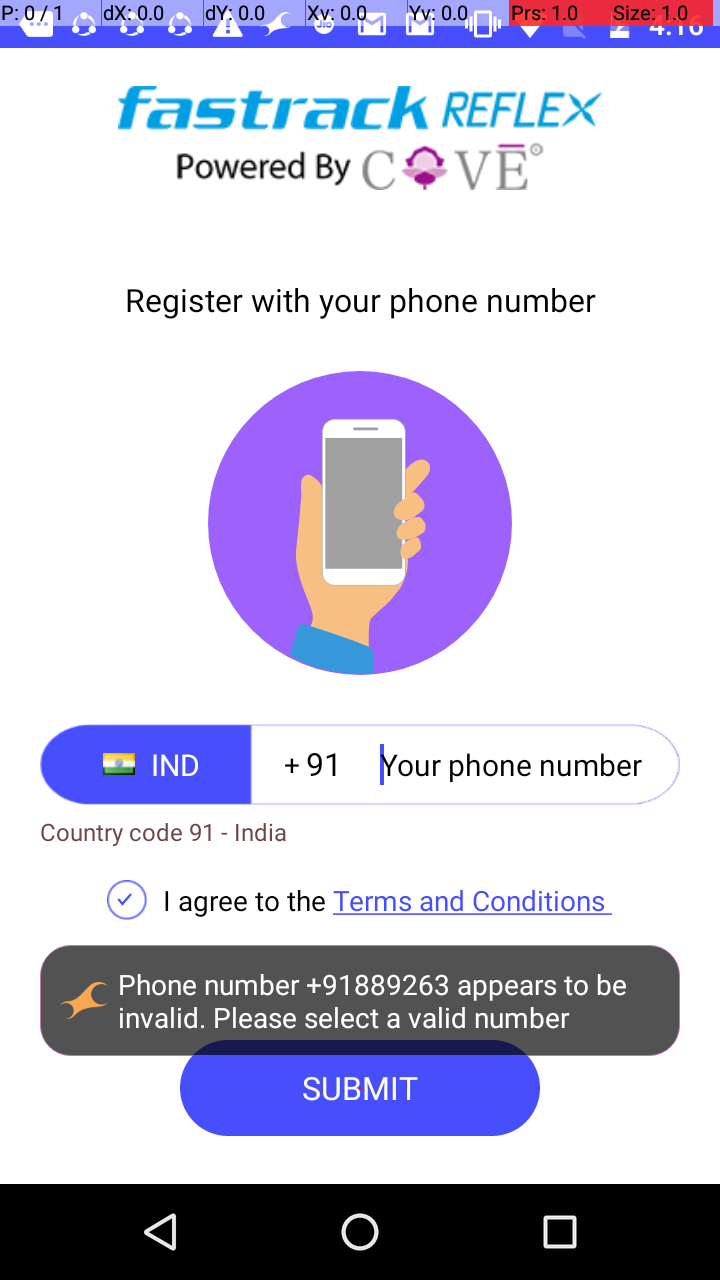 P: 0 / 1 dX: 0.0 dY: 0.0 Xv: 0.0 Yv: 0.0 Prs: 1.0 Size: 1.0
4:16
fastrack REFLEX
Powered By COVE®
Register with your phone number
IND + 91 Your phone number
Country code 91 - India
I agree to the Terms and Conditions
Phone number +91889263 appears to be
invalid. Please select a valid number
SUBMIT